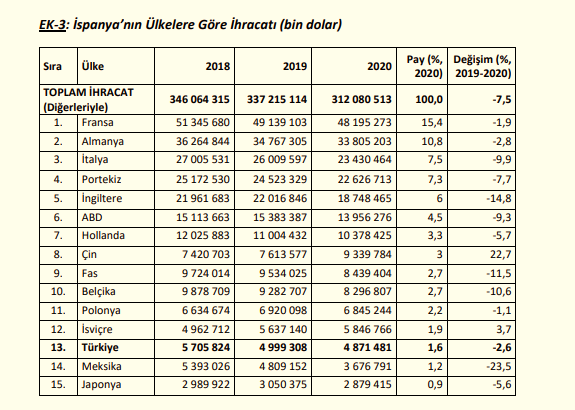 EK-3: İspanya’nın Ülkelere Göre İhracatı (bin dolar)
Sıra Ülke 2018 2019 2020 Pay (%, 2020) Değişim (%, 2019-2020)
TOPLAM İHRACAT (Diğerleriyle) 346 064 315 337 215 114 312 080 513 100,0 -7,5
1. Fransa 51 345 680 49 139 103 48 195 273 15,4 -1,9
2. Almanya 36 264 844 34 767 305 33 805 203 10,8 -2,8
3. İtalya 27 005 531 26 009 597 23 430 464 7,5 -9,9
4. Portekiz 25 172 530 24 523 329 22 626 713 7,3 -7,7
5. İngiltere 21 961 683 22 016 846 18 748 465 6 -14,8
6. ABD 15 113 663 15 383 387 13 956 276 4,5 -9,3
7. Hollanda 12 025 883 11 004 432 10 378 425 3,3 -5,7
8. Çin 7 420 703 7 613 577 9 339 784 3 22,7
9. Fas 9 724 014 9 534 025 8 439 404 2,7 -11,5
10. Belçika 9 878 709 9 282 707 8 296 807 2,7 -10,6
11. Polonya 6 634 674 6 920 098 6 845 244 2,2 -1,1
12. İsviçre 4 962 712 5 637 140 5 846 766 1,9 3,7
13. Türkiye 5 705 824 4 999 308 4 871 481 1,6 -2,6
14. Meksika 5 393 026 4 809 152 3 676 791 1,2 -23,5
15. Japonya 2 989 922 3 050 375 2 879 415 0,9 -5,6